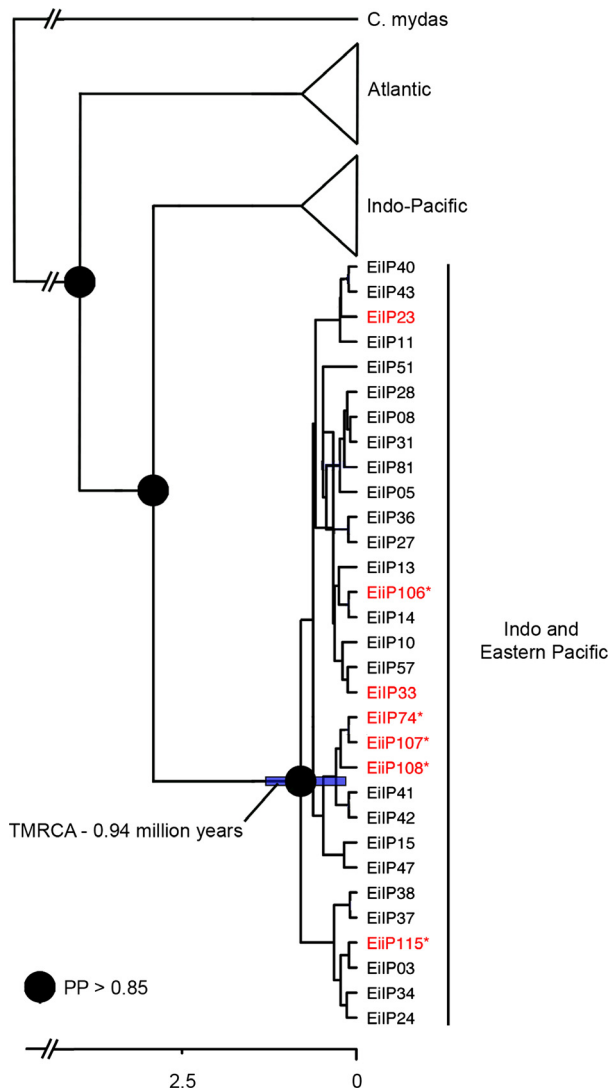 C. mydas
Atlantic
Indo-Pacific
EiIP40
EiIP43
EiIP23
EiIP11
EiIP51
EiIP28
EiIP08
EiIP31
EiIP81
EiIP05
EiIP36
EiIP27
EiIP13
EiiP106*
EiIP14
EiIP10
EiIP57
EiIP33
EiIP74*
EiiP107*
EiiP108*
EiIP41
EiIP42
EiIP15
EiIP47
EiIP38
EiIP37
EiiP115*
EiIP03
EiIP34
EiIP24
Indo and
Eastern Pacific
TMRCA - 0.94 million years
PP > 0.85
2.5
0